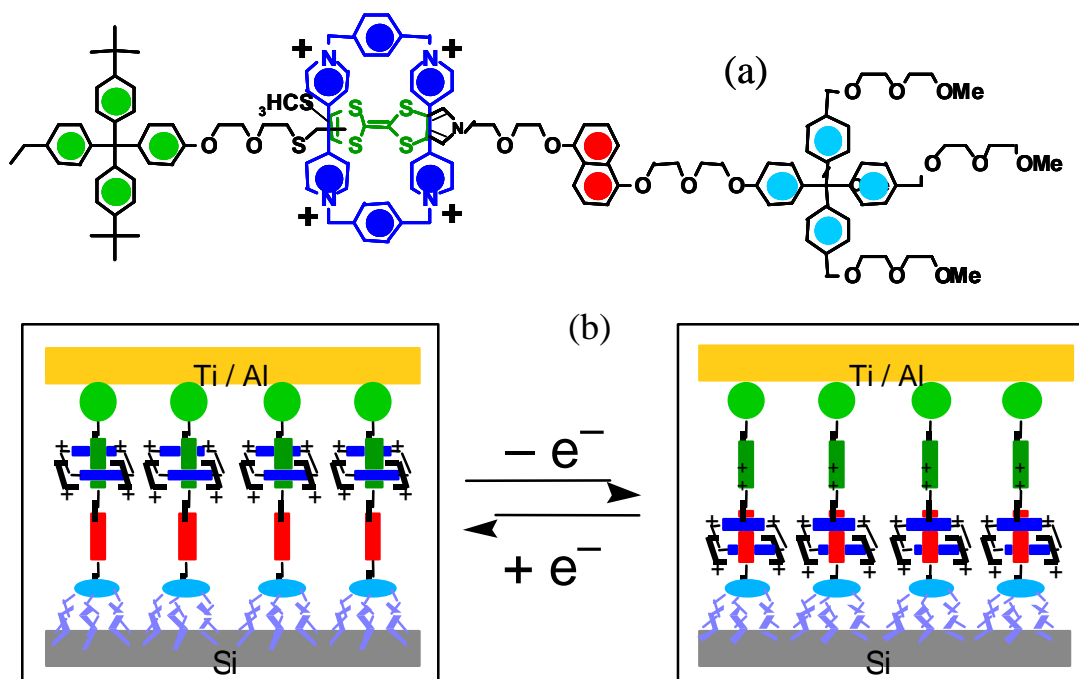 (a)
+ N N +
O O OMe
₃HCS S S
S S S N
O O S O O O
O O O O O OMe
+ N N +
O O OMe
(b)
Ti / Al Ti / Al
− e⁻
+ e⁻
Si Si